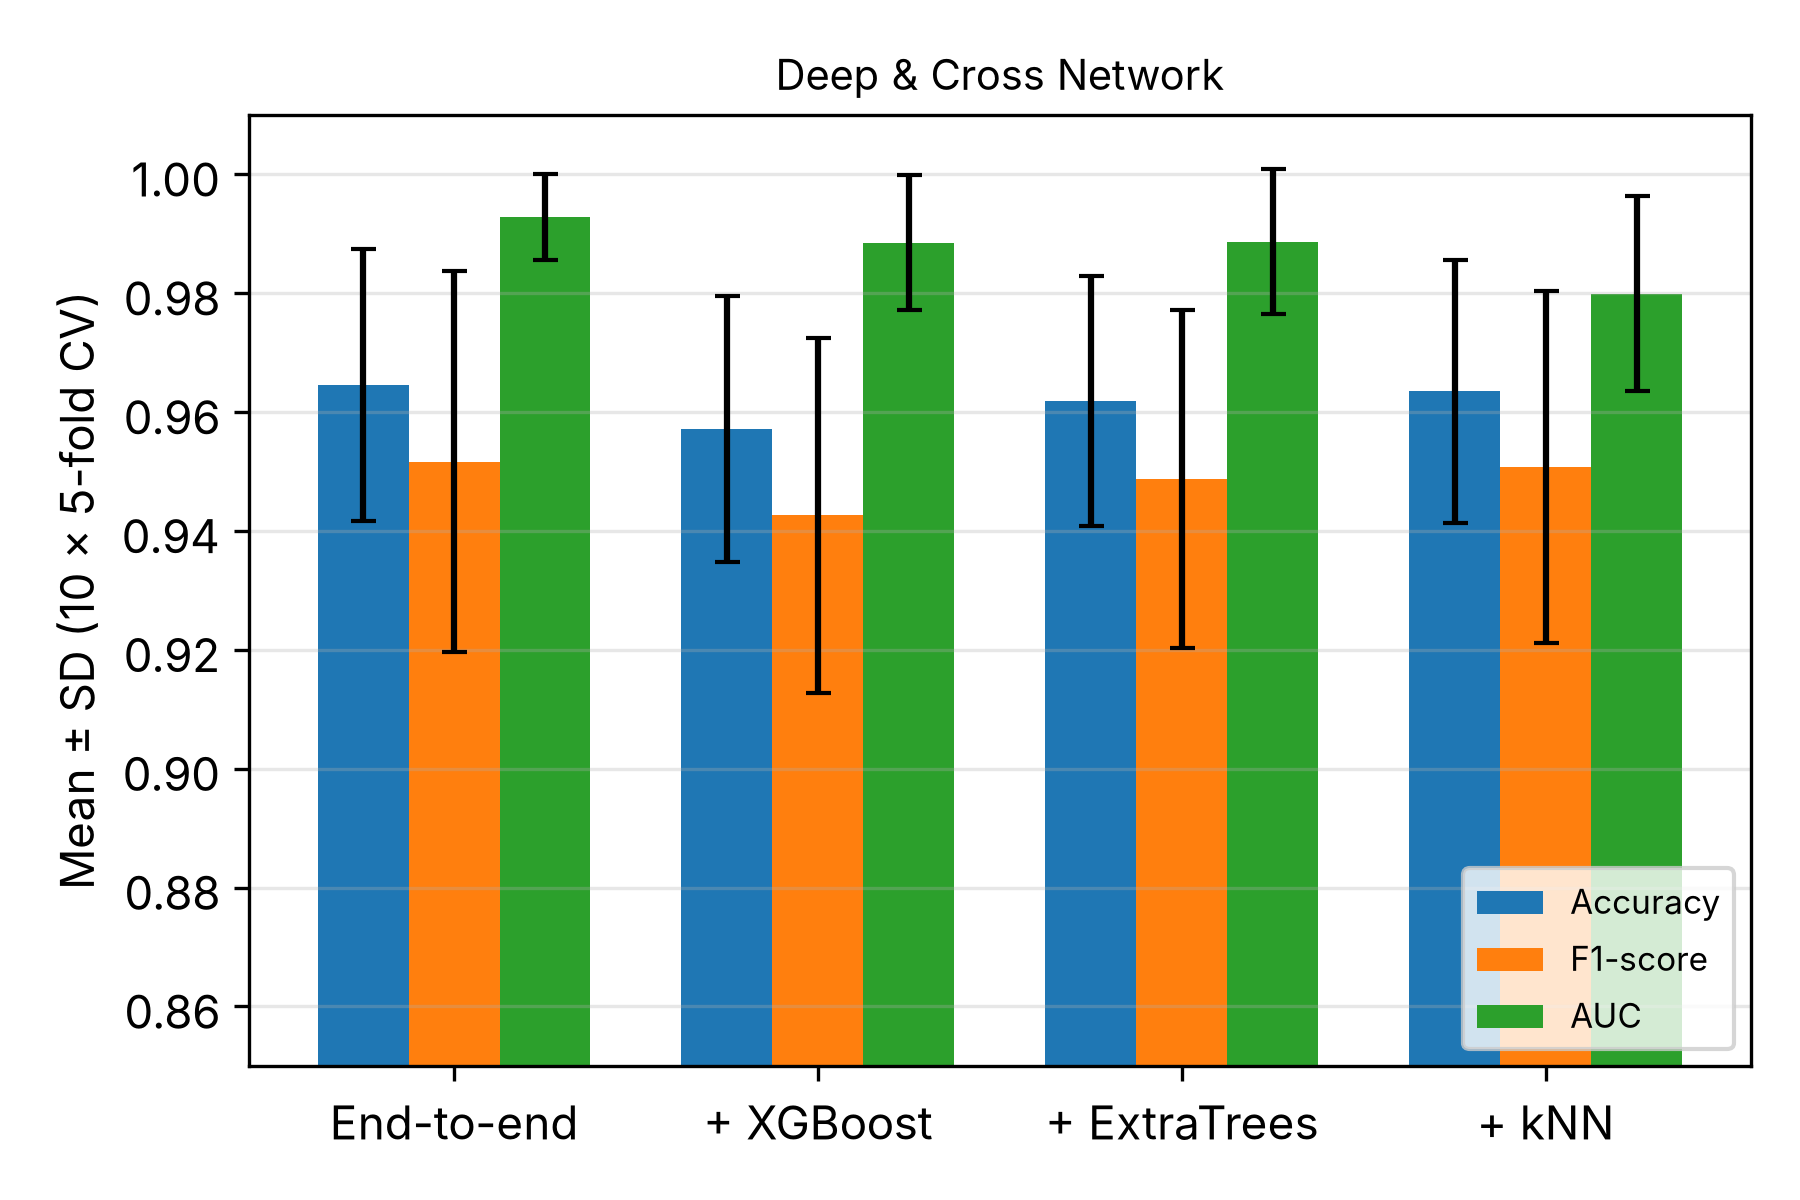 Deep & Cross Network
Mean ± SD (10 × 5-fold CV)
1.00
0.98
0.96
0.94
0.92
0.90
0.88
0.86
End-to-end
+ XGBoost
+ ExtraTrees
+ kNN
Accuracy
F1-score
AUC